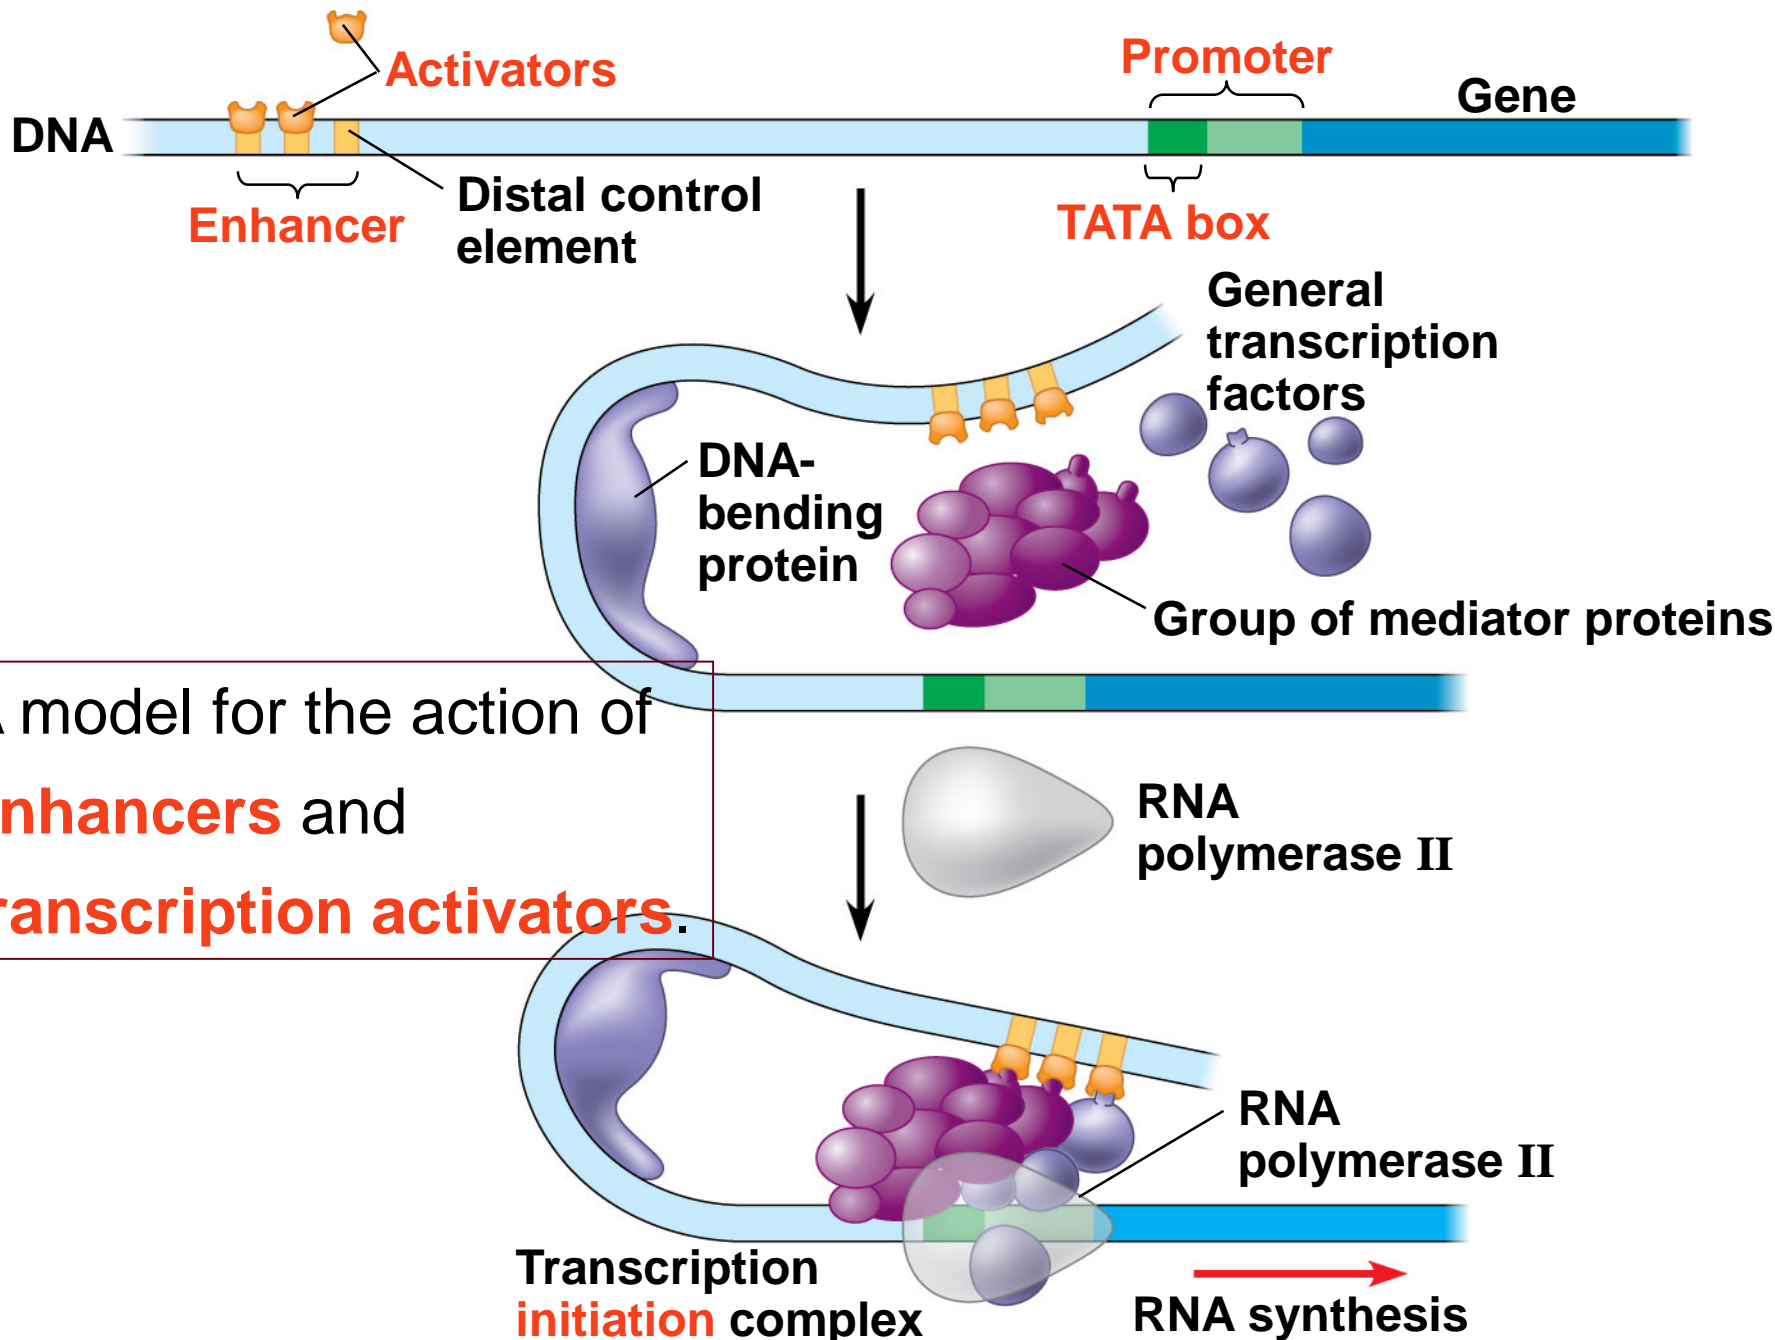 Activators
Promoter
Gene
DNA
Enhancer
Distal control
element
TATA box
General
transcription
factors
DNA-
bending
protein
Group of mediator proteins
A model for the action of
nhancers and
ranscription activators.
RNA
polymerase II
RNA
polymerase II
Transcription
initiation complex
RNA synthesis